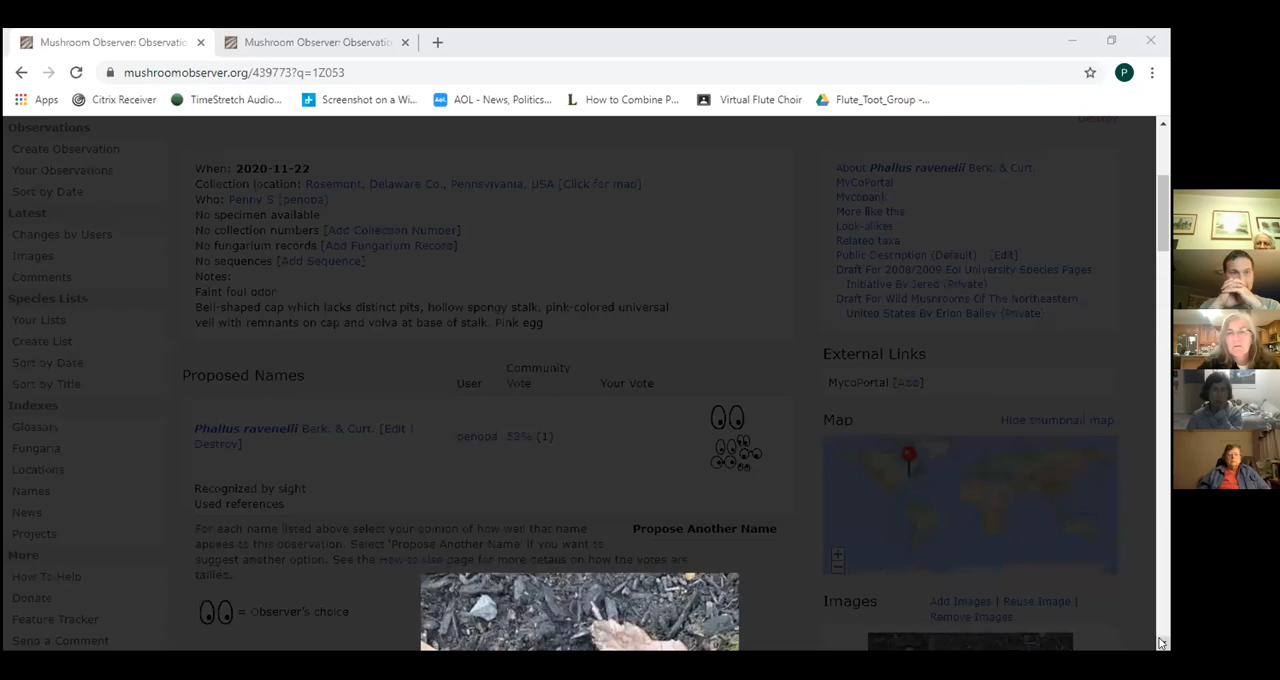 Mushroom Observer: Observatio
Mushroom Observer: Observatio
mushroomobserver.org/439773?q=1Z053
P
Apps
Citrix Receiver
TimeStretch Audio...
Screenshot on a Wi...
Aol.
AOL - News, Politics...
L
How to Combine P...
Virtual Flute Choir
Flute_Toot_Group -...
Observations
Create Observation
Your Observations
Sort by Date
Latest
Changes by Users
Images
Comments
Species Lists
Your Lists
Create List
Sort by Date
Sort by Title
Indexes
Glossary
Fungaria
Locations
Names
News
Projects
More
How To Help
Donate
Feature Tracker
Send a Comment
When: 2020-11-22
Collection location: Rosemont, Delaware Co., Pennsylvania, USA [Click for map]
Who: Penny S (penopa)
No specimen available
No collection numbers [Add Collection Number]
No fungarium records [Add Fungarium Record]
No sequences [Add Sequence]
Notes:
Faint foul odor
Bell-shaped cap which lacks distinct pits, hollow spongy stalk, pink-colored universal
veil with remnants on cap and volva at base of stalk. Pink egg
Proposed Names
User
Community
Vote
Your Vote
Phallus ravenelii Berk. & Curt. [Edit |
Destroy]
penopa
53% (1)
Recognized by sight
Used references
For each name listed above select your opinion of how well that name
applies to this observation. Select 'Propose Another Name' if you want to
suggest another option. See the How to Use page for more details on how the votes are
tallied.
Propose Another Name
= Observer's choice
Destroy
About Phallus ravenelii Berk. & Curt.
MyCoPortal
Mycobank
More like this
Look-alikes
Related taxa
Public Description (Default) [Edit]
Draft For 2008/2009 Eol University Species Pages
Initiative By Jered (Private)
Draft For Wild Mushrooms Of The Northeastern
United States By Erlon Bailey (Private)
External Links
MycoPortal [Add]
Map
Hide thumbnail map
+
−
Images
Add Images | Reuse Image |
Remove Images